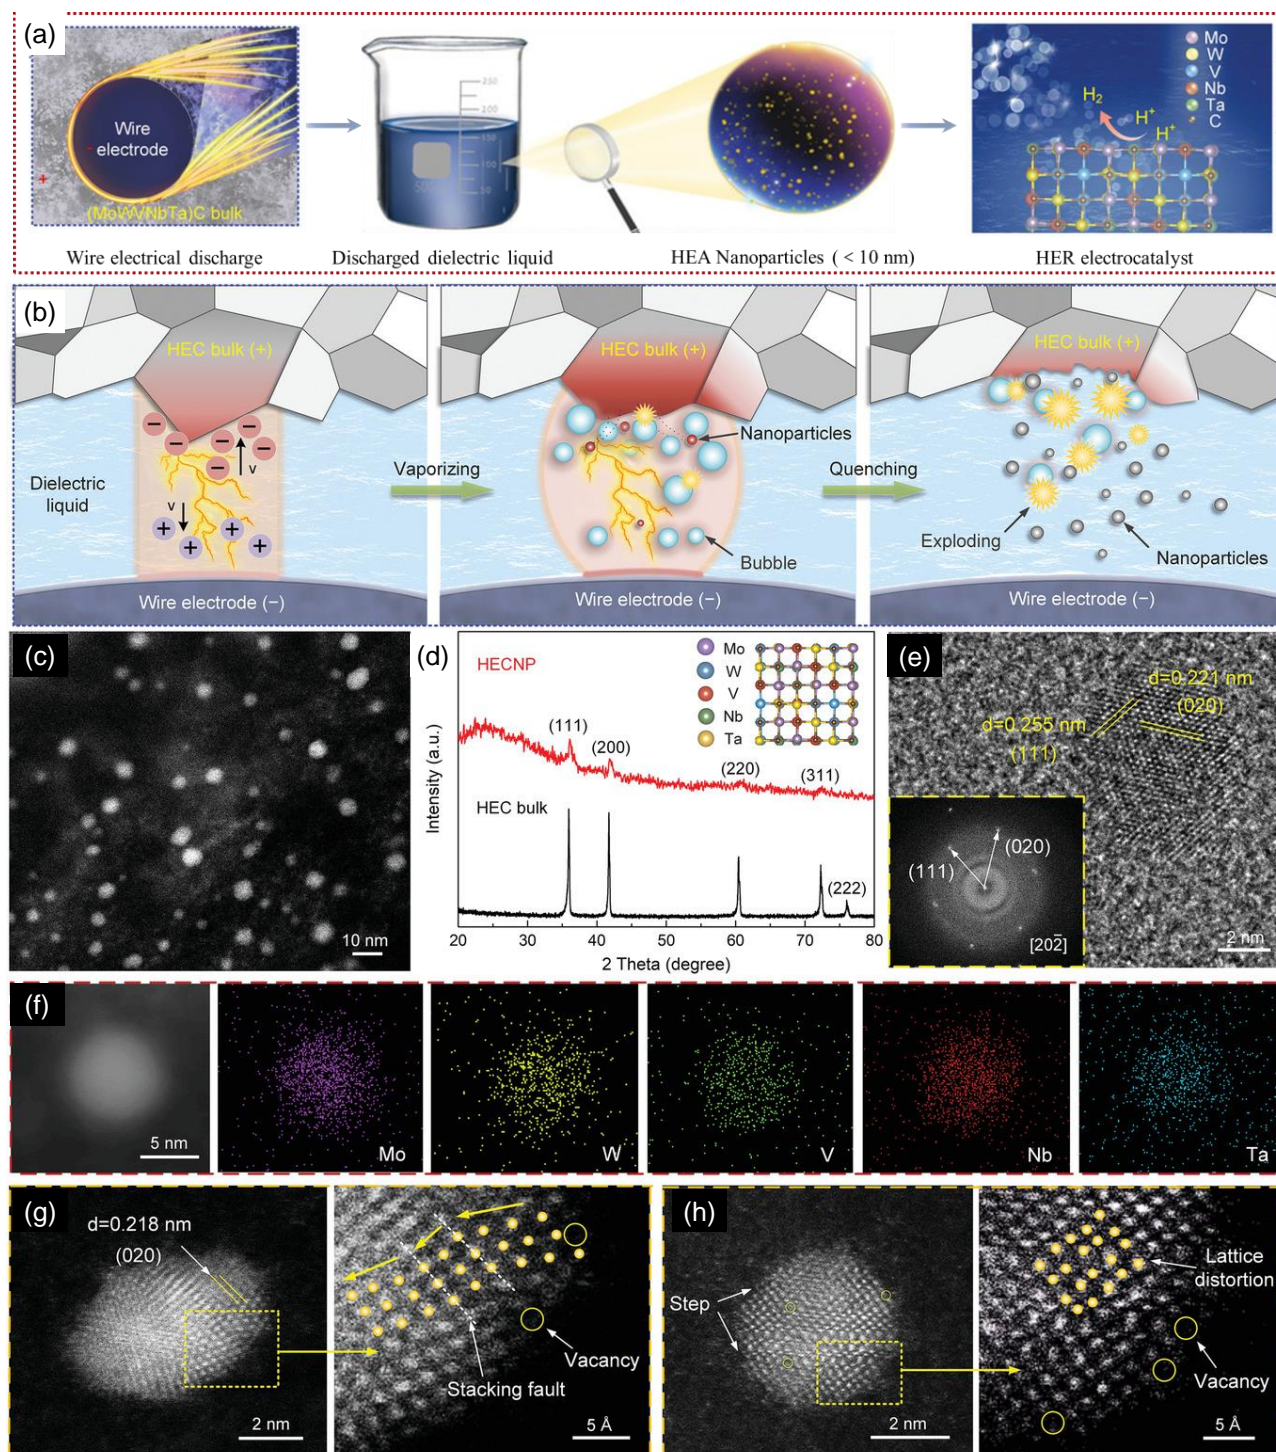 (a)
Wire
electrode
-
+
(MoWVNbTa)C bulk
250
200
150
100
50
Mo
W
V
Nb
Ta
C
H₂
H⁺
H⁺
Wire electrical discharge
Discharged dielectric liquid
HEA Nanoparticles ( < 10 nm)
HER electrocatalyst
(b)
HEC bulk (+)
Dielectric
liquid
v
v
Wire electrode (−)
Vaporizing
HEC bulk (+)
Nanoparticles
Bubble
Wire electrode (−)
Quenching
HEC bulk (+)
Exploding
Nanoparticles
Wire electrode (−)
(c)
10 nm
(d)
HECNP
Mo
W
V
Nb
Ta
(111)
(200)
(220)
(311)
HEC bulk
(222)
Intensity (a.u.)
20 30 40 50 60 70 80
2 Theta (degree)
(e)
d=0.221 nm
(020)
d=0.255 nm
(111)
(020)
(111)
[202̅]
2 nm
(f)
5 nm
Mo
W
V
Nb
Ta
(g)
d=0.218 nm
(020)
2 nm
Vacancy
Stacking fault
5 Å
(h)
Step
2 nm
Lattice
distortion
Vacancy
5 Å